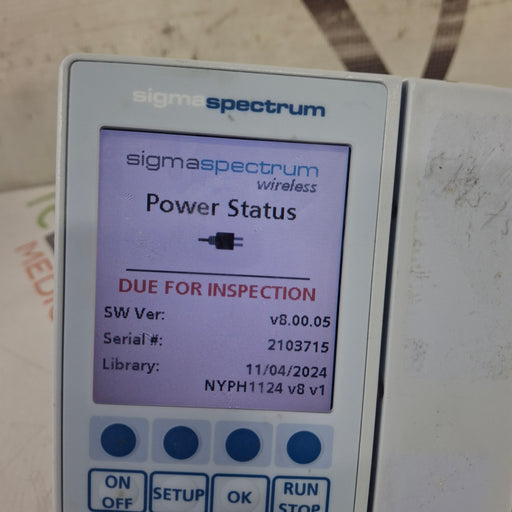 sigmaspectrum
sigmaspectrum
wireless
Power Status
DUE FOR INSPECTION
SW Ver: v8.00.05
Serial #: 2103715
Library: 11/04/2024
NYPH1124 v8 v1
ON OFF
SETUP
OK
RUN STOP
MEDIC